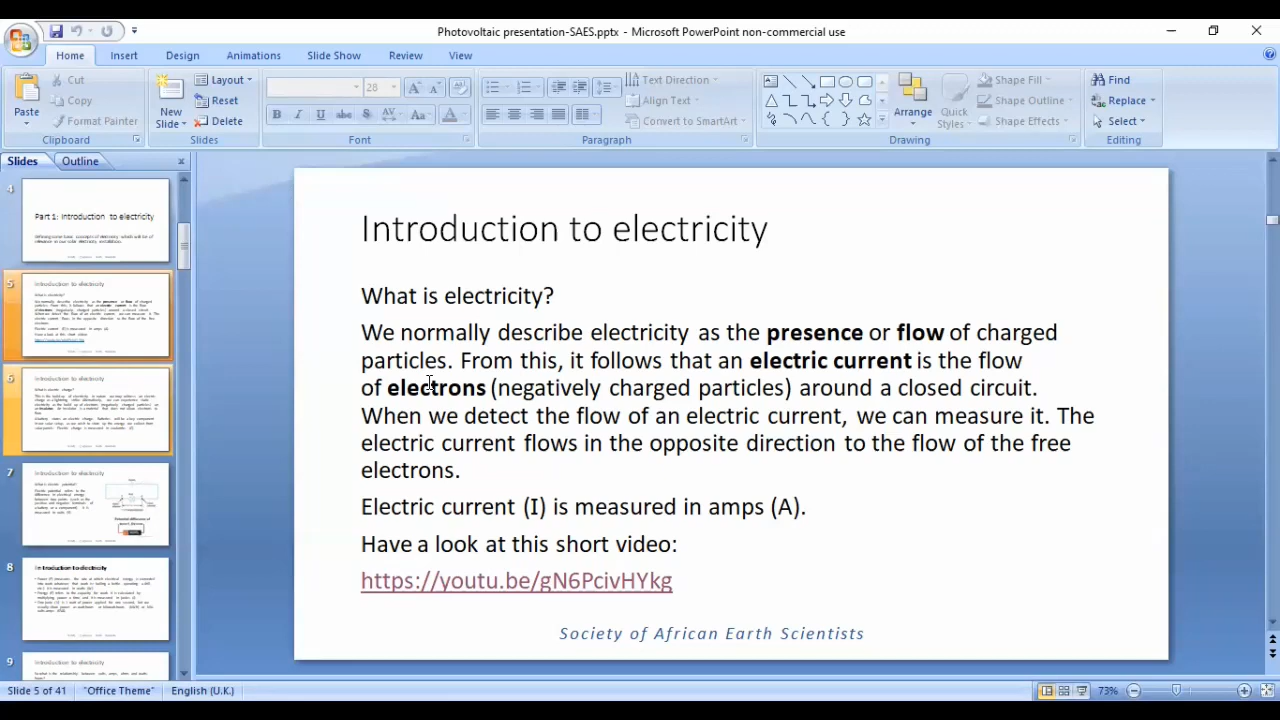 Photovoltaic presentation-SAES.pptx - Microsoft PowerPoint non-commercial use
Home Insert Design Animations Slide Show Review View
Cut Layout 28 Text Direction Shape Fill Find
Copy Reset Align Text Shape Outline Replace
Paste Format Painter New Slide Delete Convert to SmartArt Arrange Quick Styles Shape Effects Select
Clipboard Slides Font Paragraph Drawing Editing
Slides Outline
4
Part 1: Introduction to electricity
5
Introduction to electricity
6
Introduction to electricity
7
Introduction to electricity
8
Introduction to electricity
9
Introduction to electricity
Introduction to electricity
What is electricity?
We normally describe electricity as the presence or flow of charged
particles. From this, it follows that an electric current is the flow
of electrons (negatively charged particles) around a closed circuit.
When we detect the flow of an electric current, we can measure it. The
electric current flows in the opposite direction to the flow of the free
electrons.
Electric current (I) is measured in amps (A).
Have a look at this short video:
https://youtu.be/gN6PcivHYkg
Society of African Earth Scientists
Slide 5 of 41 "Office Theme" English (U.K.) 73%